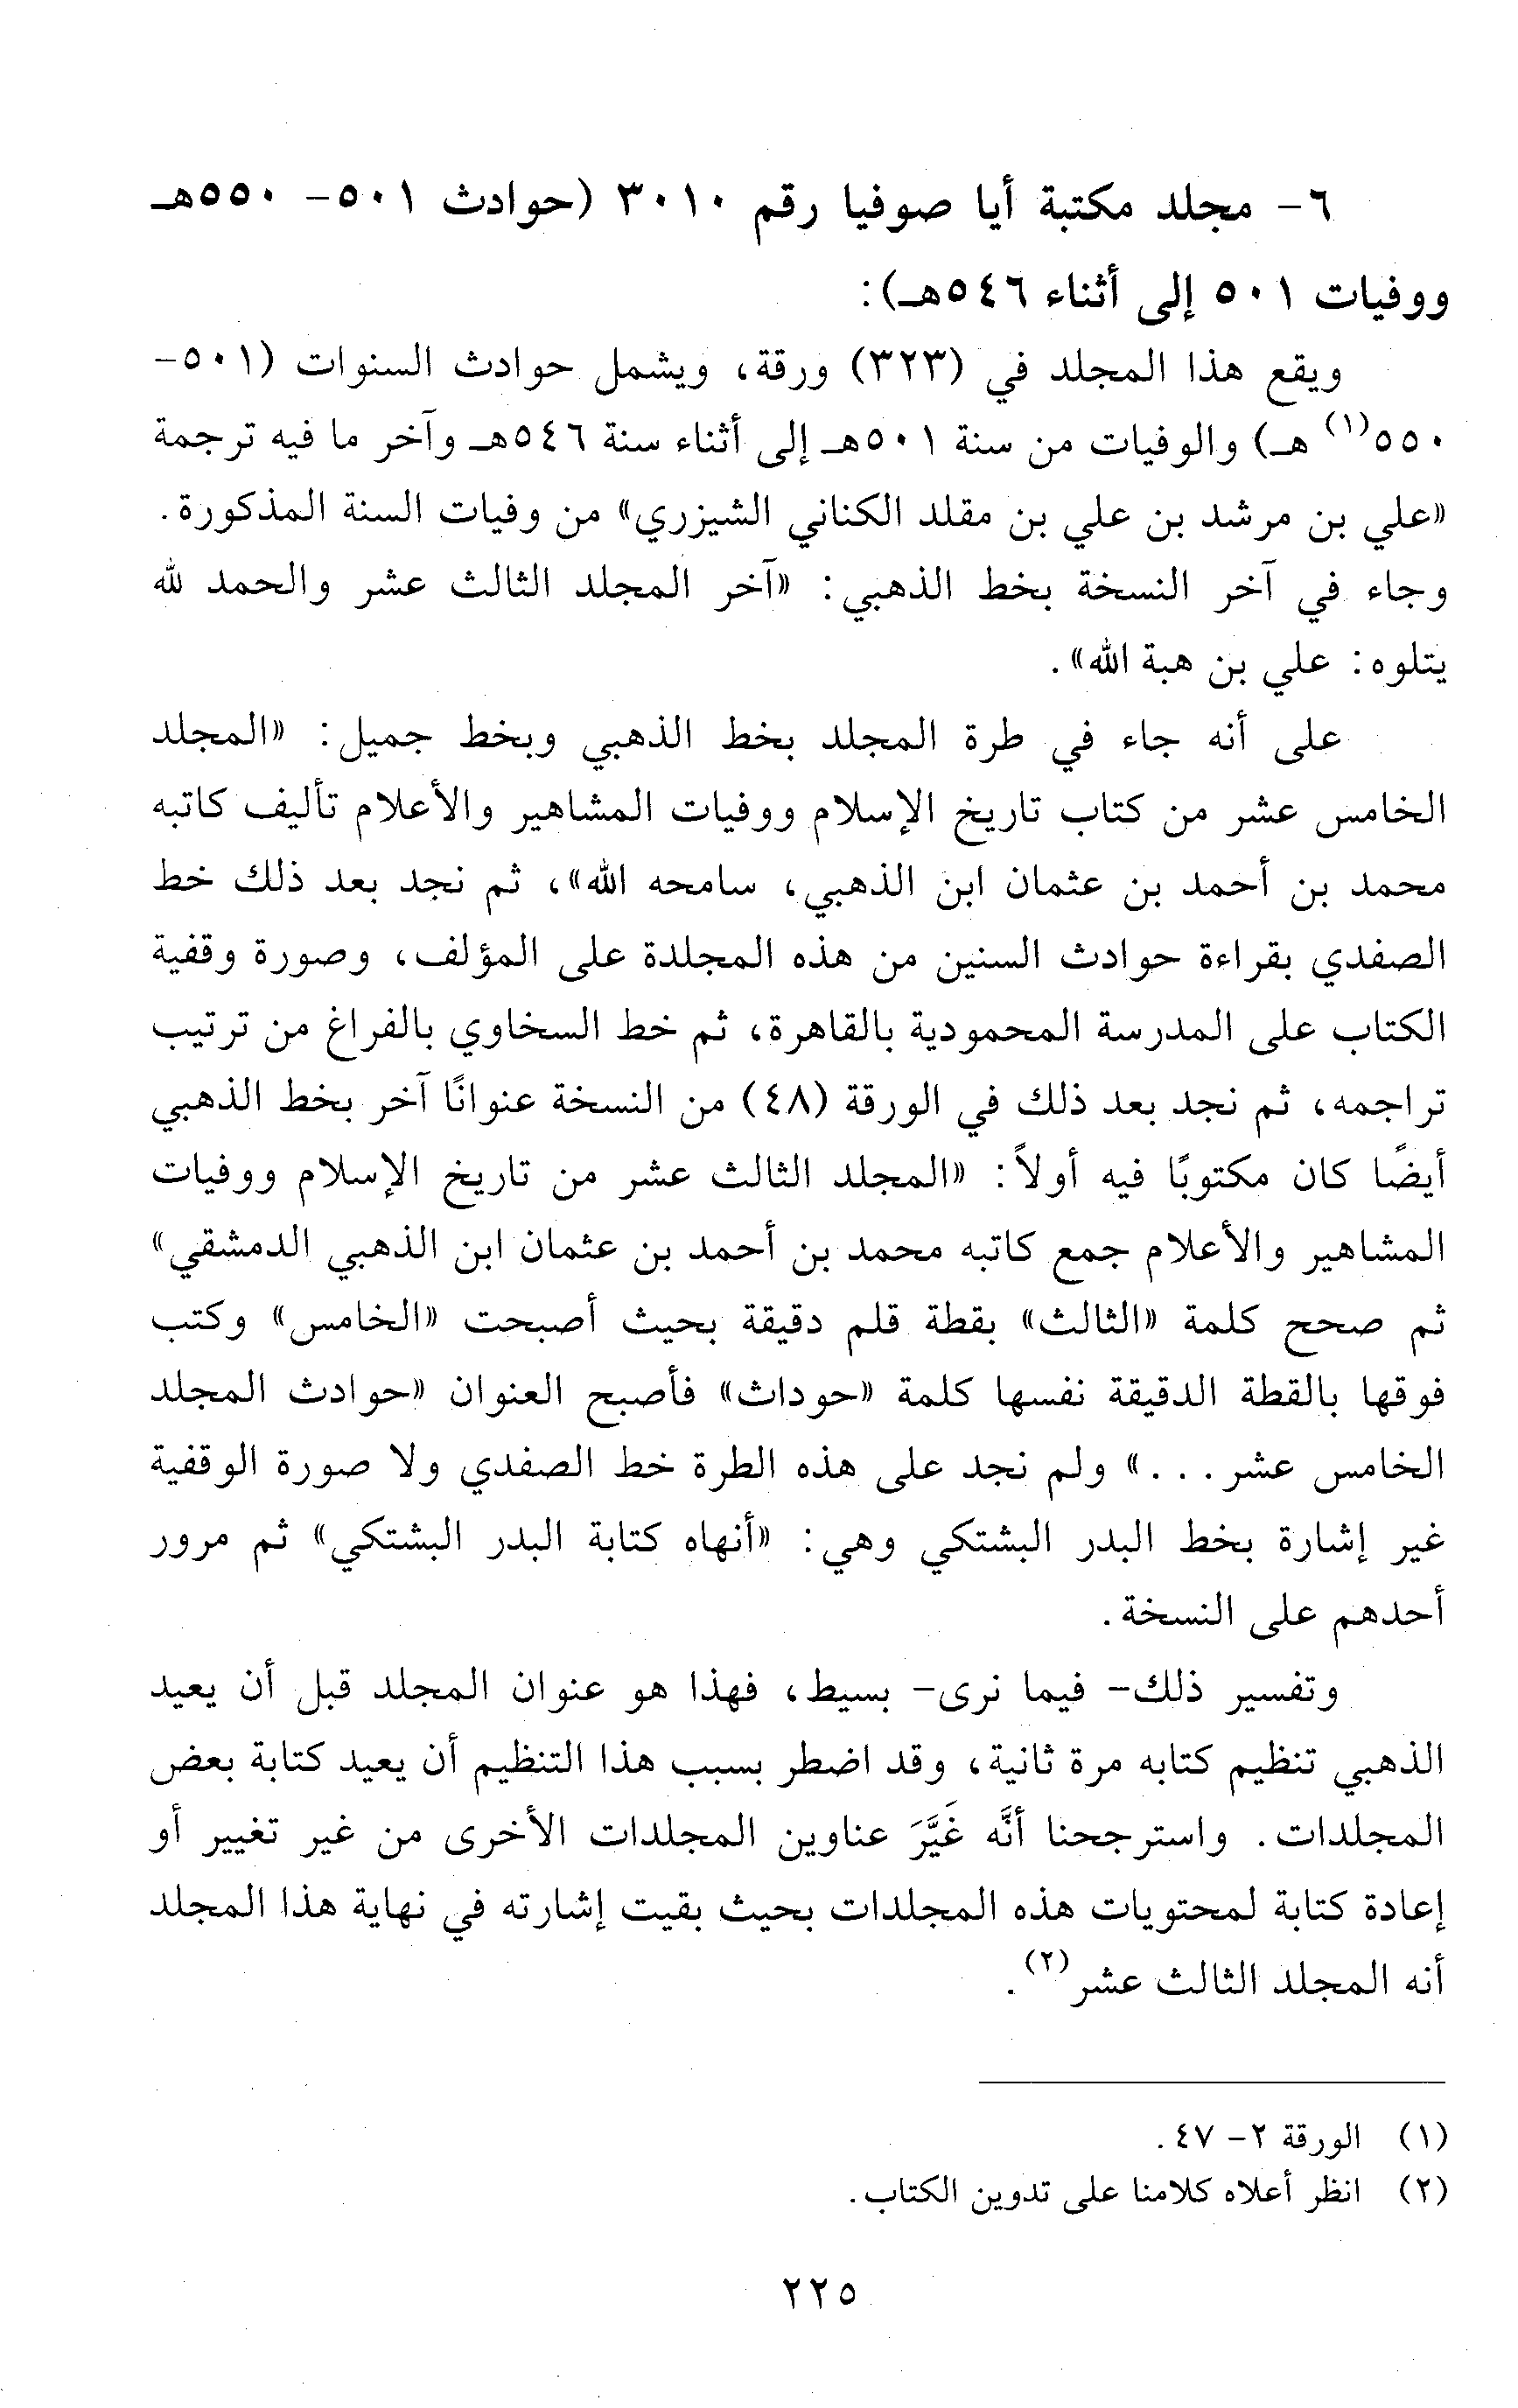 ٦- مجلد مكتبة أيا صوفيا رقم ٣٠١٠ (حوادث ٥٠١- ٥٥٠هـ
ووفيات ٥٠١ إلى أثناء ٥٤٦هـ):
ويقع هذا المجلد في (٣٢٣) ورقة، ويشمل حوادث السنوات (٥٠١-
٥٥٠(١) هـ) والوفيات من سنة ٥٠١هـ إلى أثناء سنة ٥٤٦هـ وآخر ما فيه ترجمة
«علي بن مرشد بن علي بن مقلد الكناني الشيزري» من وفيات السنة المذكورة.
وجاء في آخر النسخة بخط الذهبي: «آخر المجلد الثالث عشر والحمد لله
يتلوه: علي بن هبة الله».
على أنه جاء في طرة المجلد بخط الذهبي وبخط جميل: «المجلد
الخامس عشر من كتاب تاريخ الإسلام ووفيات المشاهير والأعلام تأليف كاتبه
محمد بن أحمد بن عثمان ابن الذهبي، سامحه الله»، ثم نجد بعد ذلك خط
الصفدي بقراءة حوادث السنين من هذه المجلدة على المؤلف، وصورة وقفية
الكتاب على المدرسة المحمودية بالقاهرة، ثم خط السخاوي بالفراغ من ترتيب
تراجمه، ثم نجد بعد ذلك في الورقة (٤٨) من النسخة عنوانًا آخر بخط الذهبي
أيضًا كان مكتوبًا فيه أولاً: «المجلد الثالث عشر من تاريخ الإسلام ووفيات
المشاهير والأعلام جمع كاتبه محمد بن أحمد بن عثمان ابن الذهبي الدمشقي»
ثم صحح كلمة «الثالث» بقطة قلم دقيقة بحيث أصبحت «الخامس» وكتب
فوقها بالقطة الدقيقة نفسها كلمة «حوداث» فأصبح العنوان «حوادث المجلد
الخامس عشر...» ولم نجد على هذه الطرة خط الصفدي ولا صورة الوقفية
غير إشارة بخط البدر البشتكي وهي: «أنهاه كتابة البدر البشتكي» ثم مرور
أحدهم على النسخة.
وتفسير ذلك- فيما نرى- بسيط، فهذا هو عنوان المجلد قبل أن يعيد
الذهبي تنظيم كتابه مرة ثانية، وقد اضطر بسبب هذا التنظيم أن يعيد كتابة بعض
المجلدات. واسترجحنا أنَّه غَيَّرَ عناوين المجلدات الأخرى من غير تغيير أو
إعادة كتابة لمحتويات هذه المجلدات بحيث بقيت إشارته في نهاية هذا المجلد
أنه المجلد الثالث عشر(٢).
(١) الورقة ٢- ٤٧.
(٢) انظر أعلاه كلامنا على تدوين الكتاب.
٢٢٥